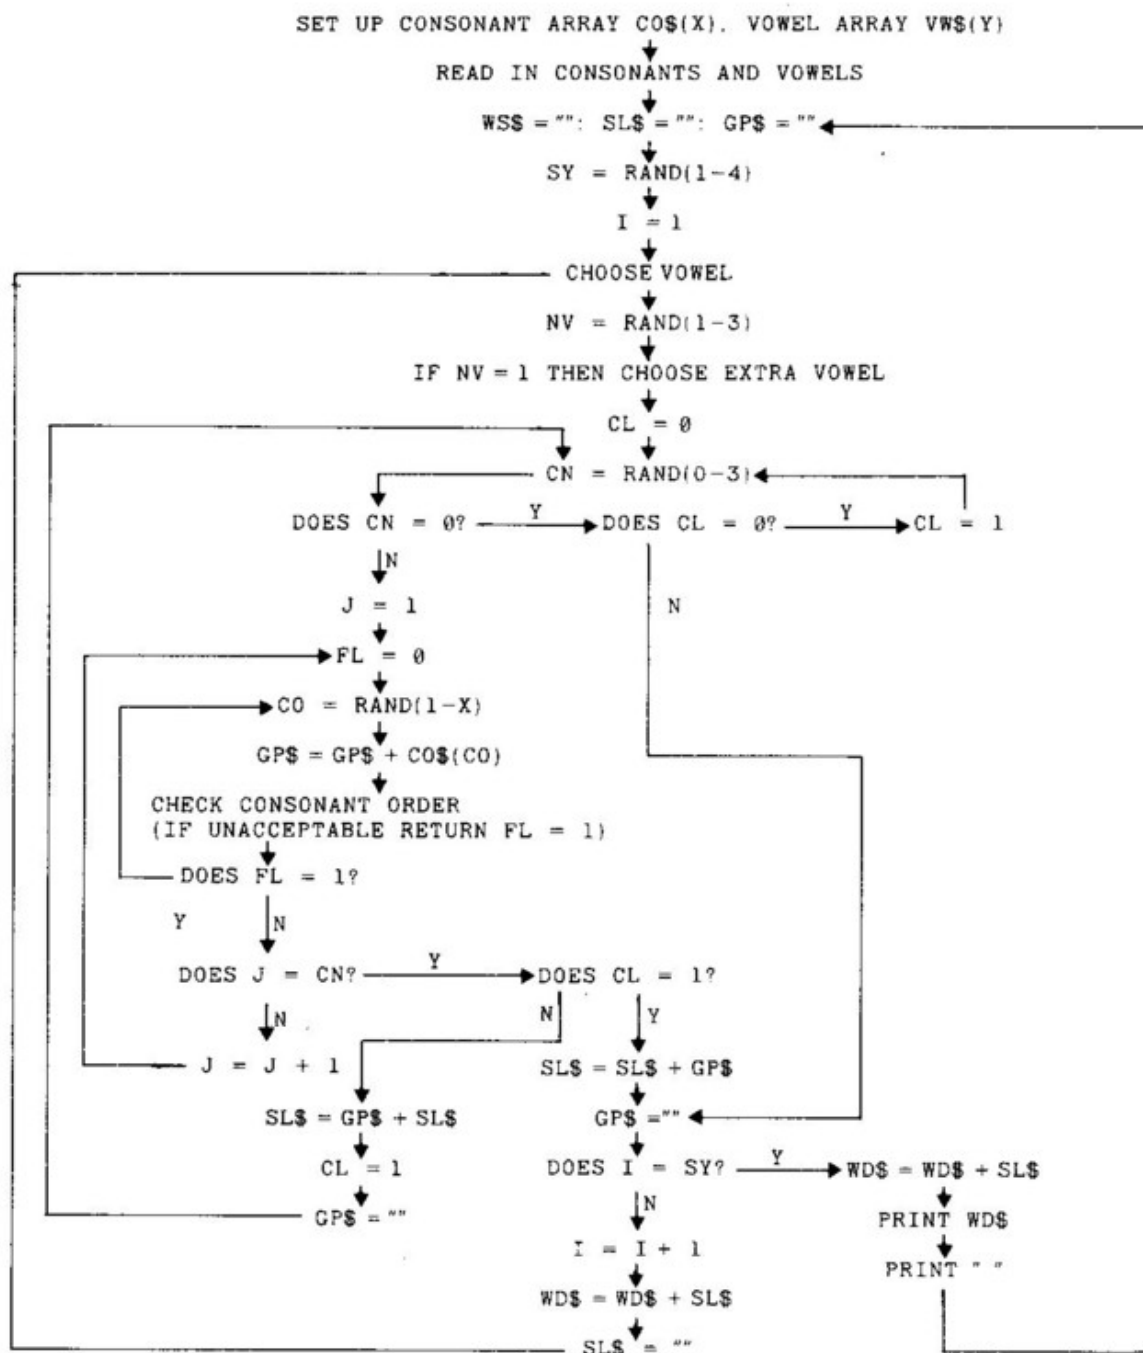 SET UP CONSONANT ARRAY CO$(X). VOWEL ARRAY VW$(Y)
READ IN CONSONANTS AND VOWELS
WS$ = "": SL$ = "": GP$ = ""
SY = RAND(1-4)
I = 1
CHOOSE VOWEL
NV = RAND(1-3)
IF NV = 1 THEN CHOOSE EXTRA VOWEL
CL = 0
CN = RAND(0-3)
DOES CN = 0? Y DOES CL = 0? Y CL = 1
N
J = 1 N
FL = 0
CO = RAND(1-X)
GP$ = GP$ + CO$(CO)
CHECK CONSONANT ORDER
(IF UNACCEPTABLE RETURN FL = 1)
DOES FL = 1?
Y N
DOES J = CN? Y DOES CL = 1?
N N Y
J = J + 1 SL$ = SL$ + GP$
SL$ = GP$ + SL$ GP$ = ""
CL = 1 DOES I = SY? Y WD$ = WD$ + SL$
GP$ = "" N PRINT WD$
I = I + 1 PRINT " "
WD$ = WD$ + SL$
SL$ = ""